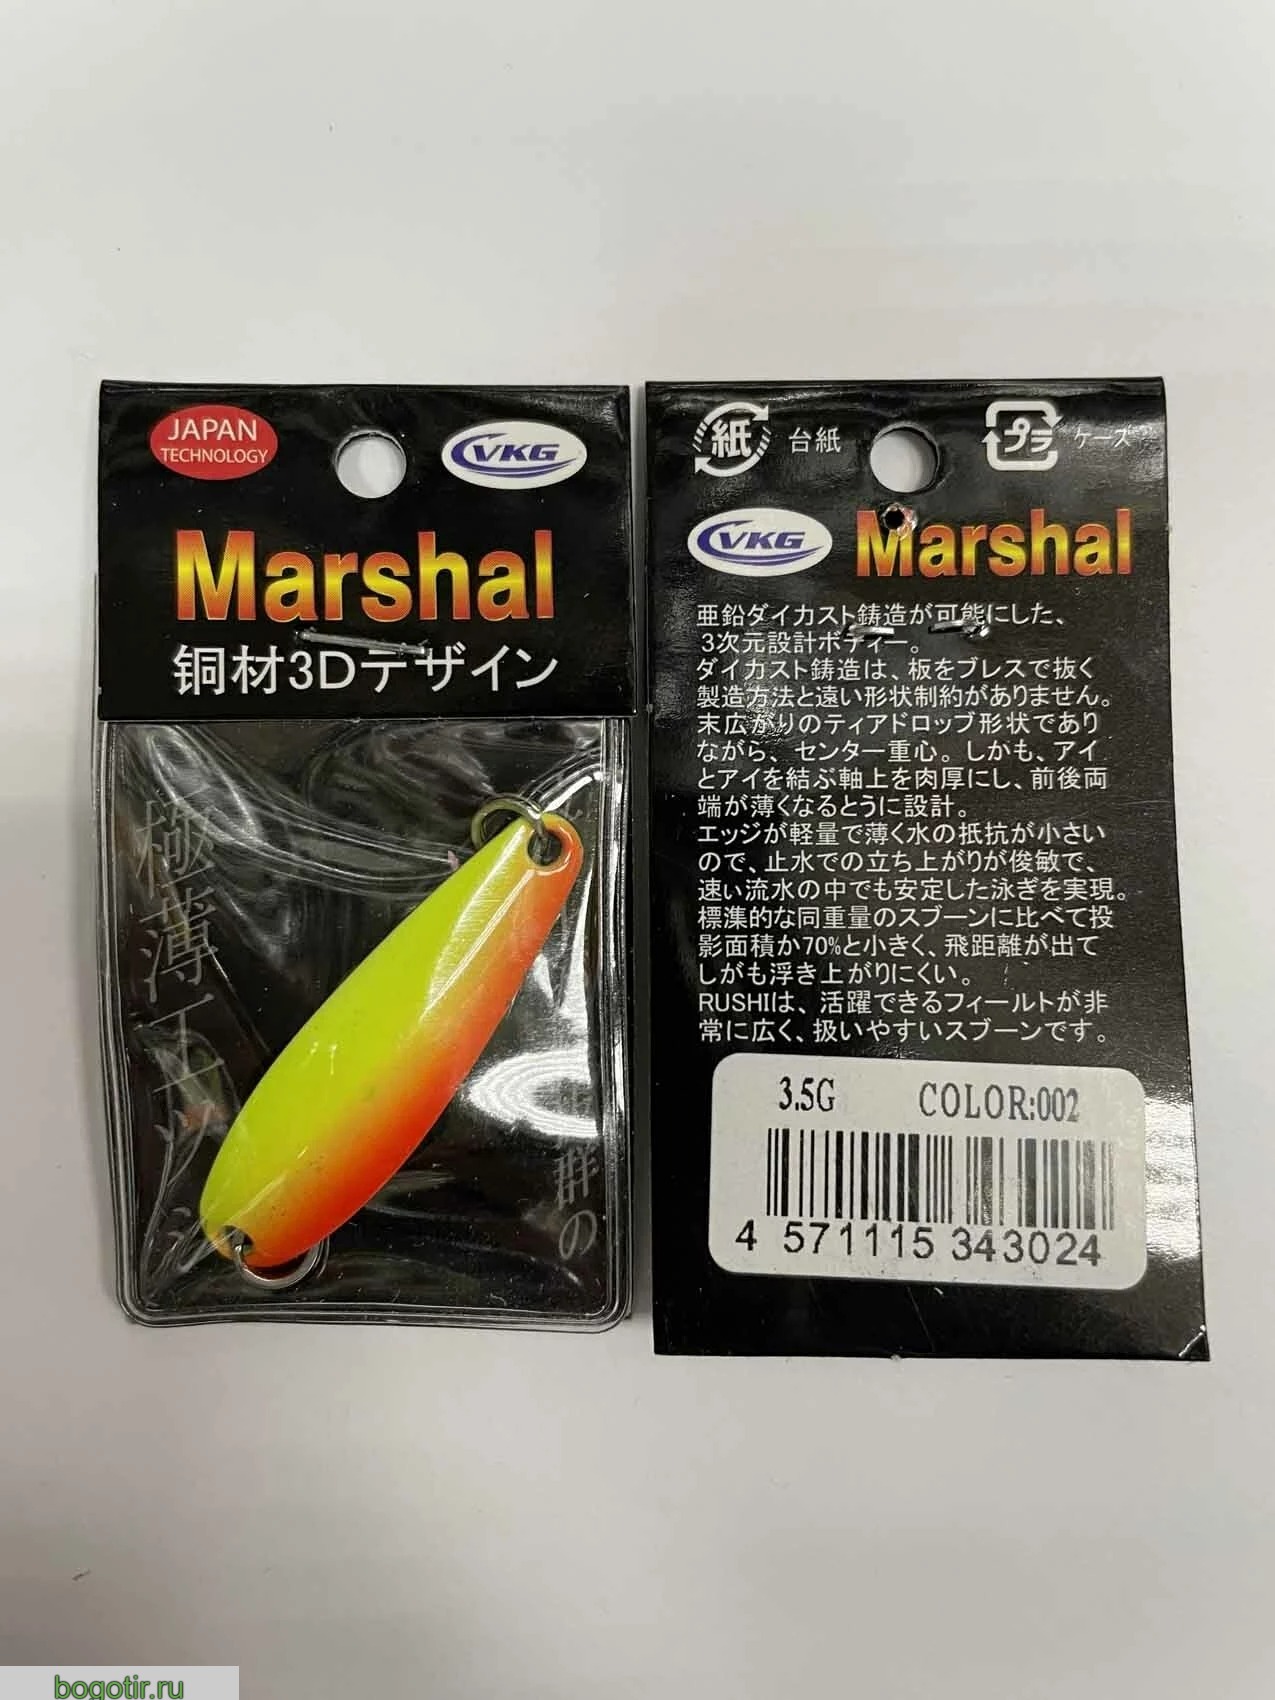 JAPAN
TECHNOLOGY
VKG
Marshal
铜材3Dデザイン
極薄エッジ
群の
紙 台紙
プラ ケーズ
VKG Marshal
亜鉛ダイカスト鋳造が可能にした、
3次元設計ボディー。
ダイカスト鋳造は、板をブレスで抜く
製造方法と遠い形状制約がありません。
末広がりのティアドロッブ形状であり
ながら、センター重心。しかも、アイ
とアイを結ぶ軸上を肉厚にし、前後両
端が薄くなるとうに設計。
エッジが軽量で薄く水の抵抗が小さい
ので、止水での立ち上がりが俊敏で、
速い流水の中でも安定した泳ぎを実現。
標準的な同重量のスブーンに比べて投
影面積か70%と小さく、飛距離が出て
しがも浮き上がりにくい。
RUSHIは、活躍できるフィールトが非
常に広く、扱いやすいスブーンです。
3.5G COLOR:002
4 571115 343024
bogotir.ru